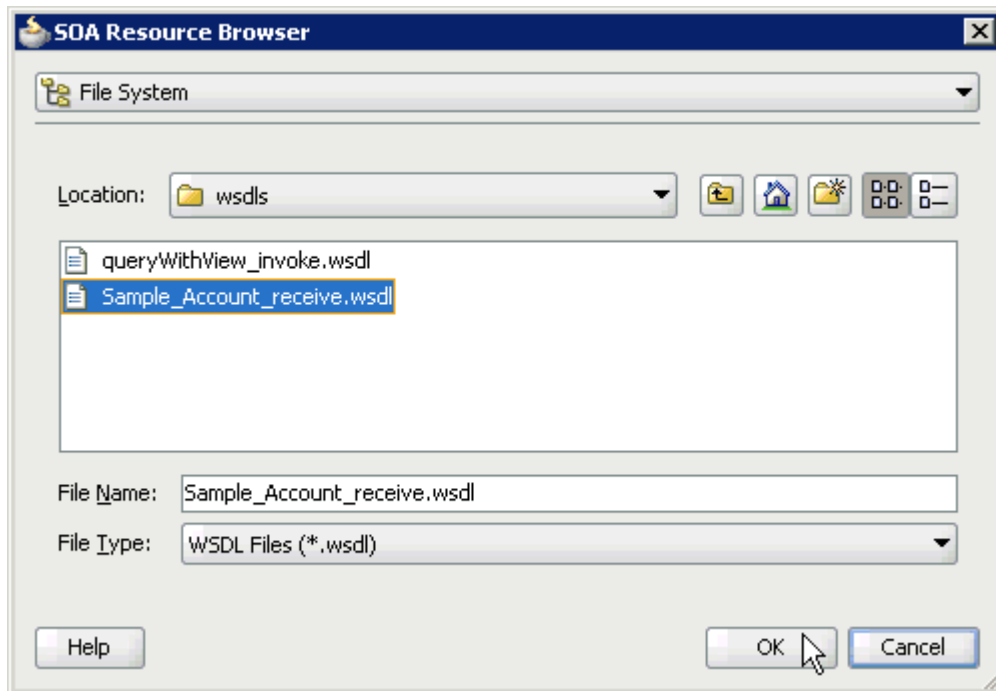 SOA Resource Browser
File System
Location: wsdls
queryWithView_invoke.wsdl
Sample_Account_receive.wsdl
File Name: Sample_Account_receive.wsdl
File Type: WSDL Files (*.wsdl)
Help OK Cancel